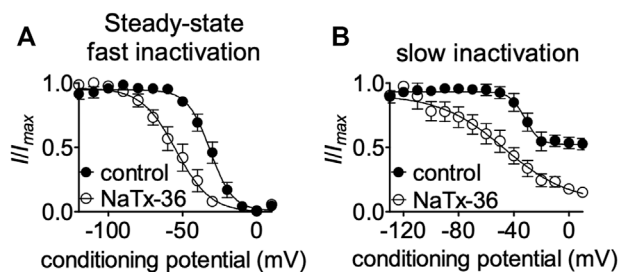 A
Steady-state
fast inactivation
1.0
0.5
0.0
I/Imax
control
NaTx-36
-100
-50
0
conditioning potential (mV)
B
slow inactivation
1.0
0.5
0.0
I/Imax
control
NaTx-36
-120
-80
-40
0
conditioning potential (mV)